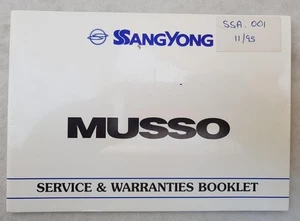 SSANGYONG
SSA. 001
11/95
MUSSO
SERVICE & WARRANTIES BOOKLET